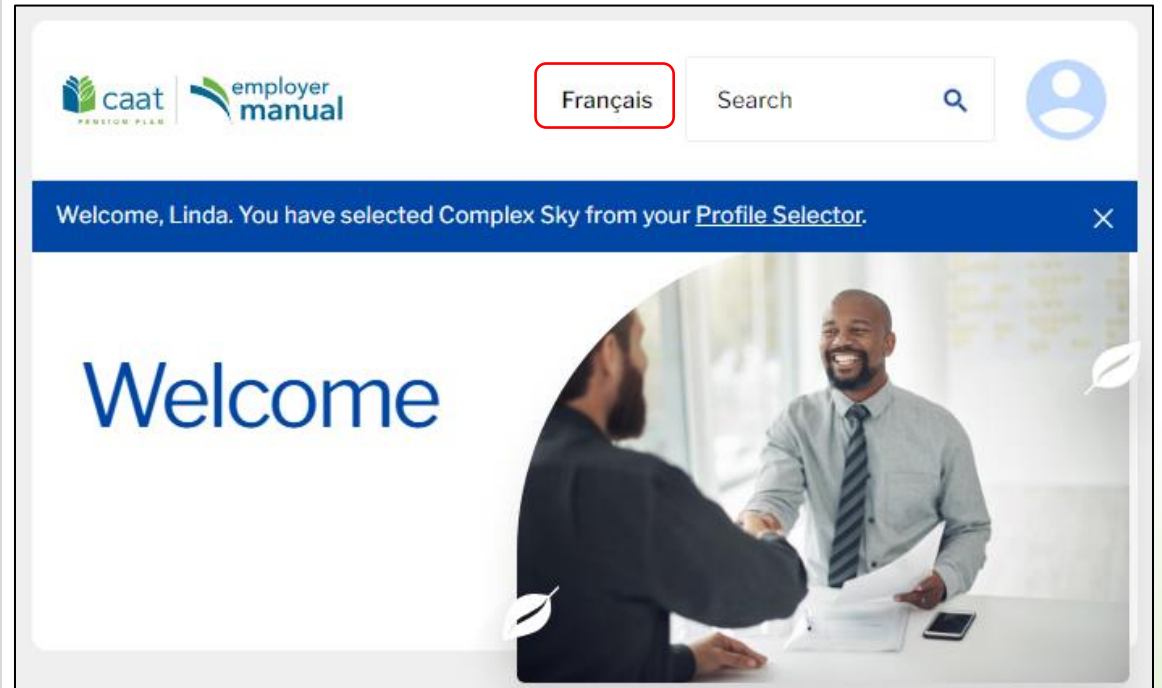 caat
PENSION PLAN
employer
manual
Français
Search
Welcome, Linda. You have selected Complex Sky from your Profile Selector.
Welcome